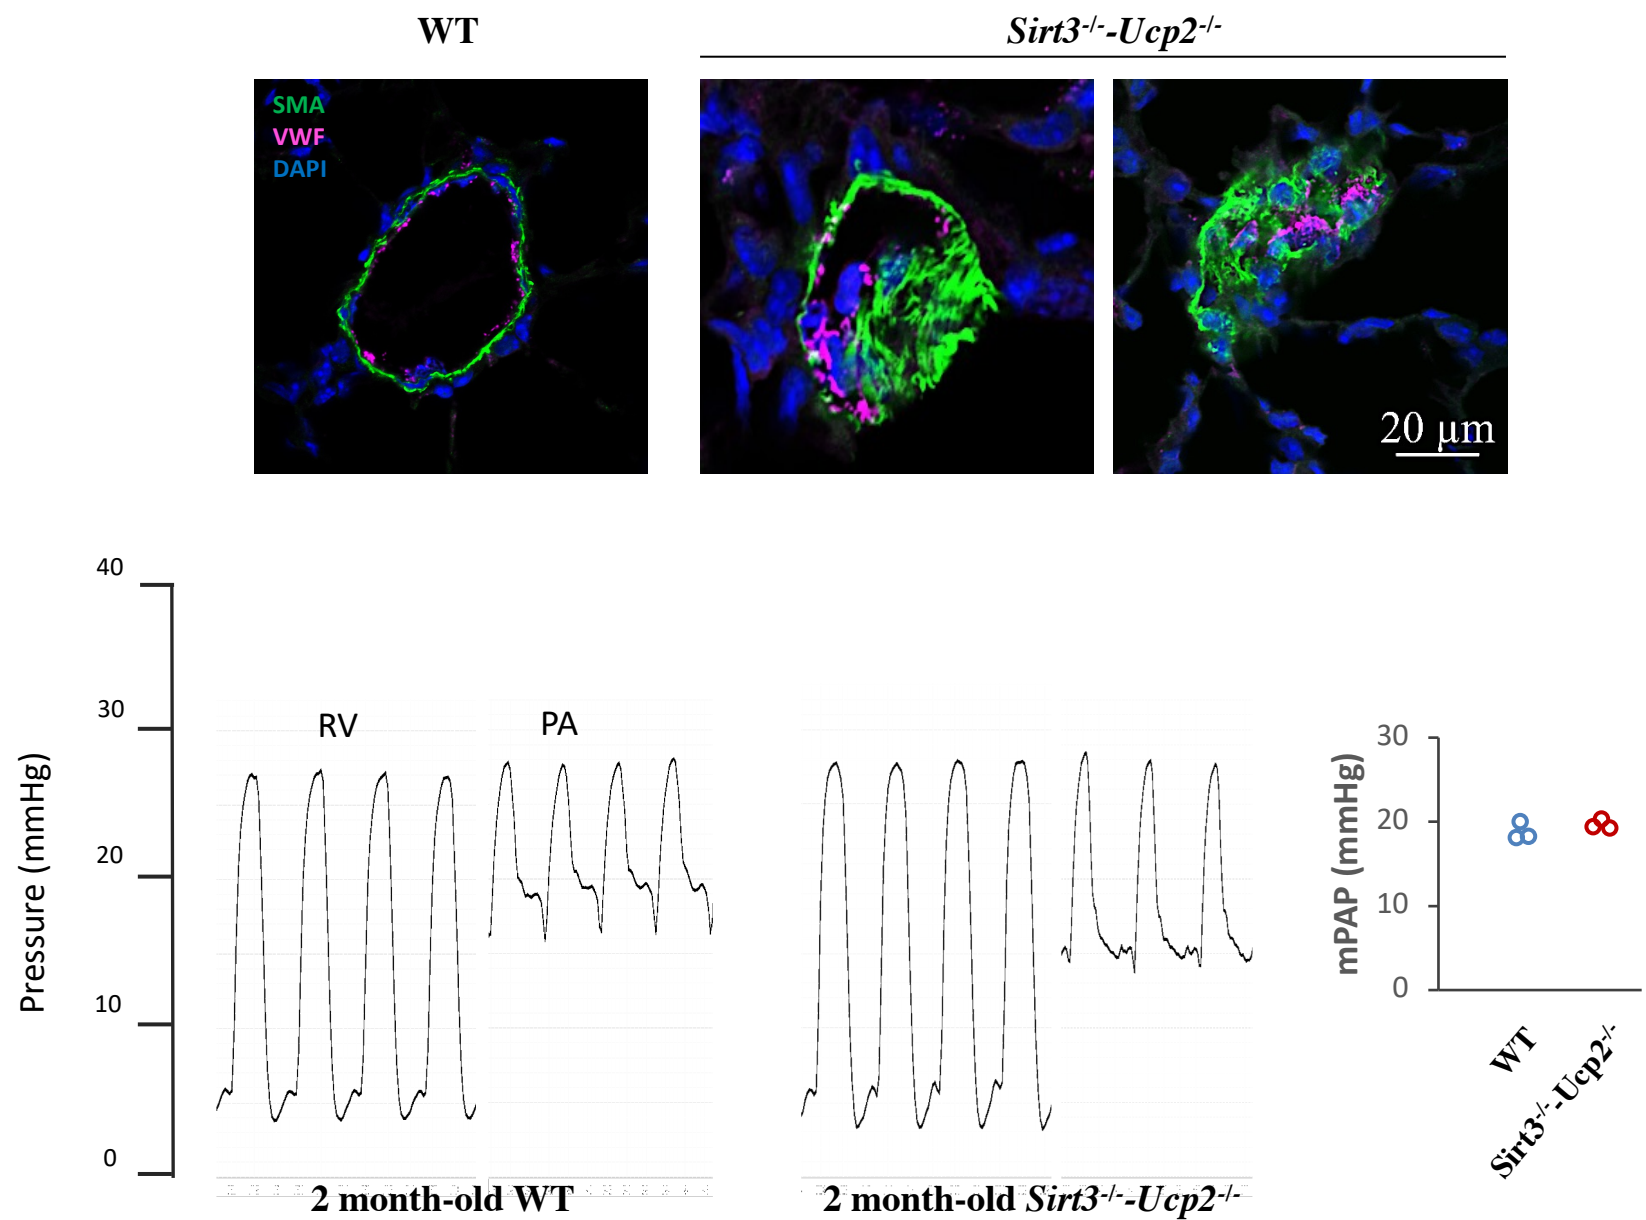 WT
Sirt3-/--Ucp2-/-
SMA
VWF
DAPI
20 µm
40
30
20
10
0
Pressure (mmHg)
RV
PA
2 month-old WT
2 month-old Sirt3-/--Ucp2-/-
30
20
10
0
mPAP (mmHg)
WT
Sirt3-/--Ucp2-/-